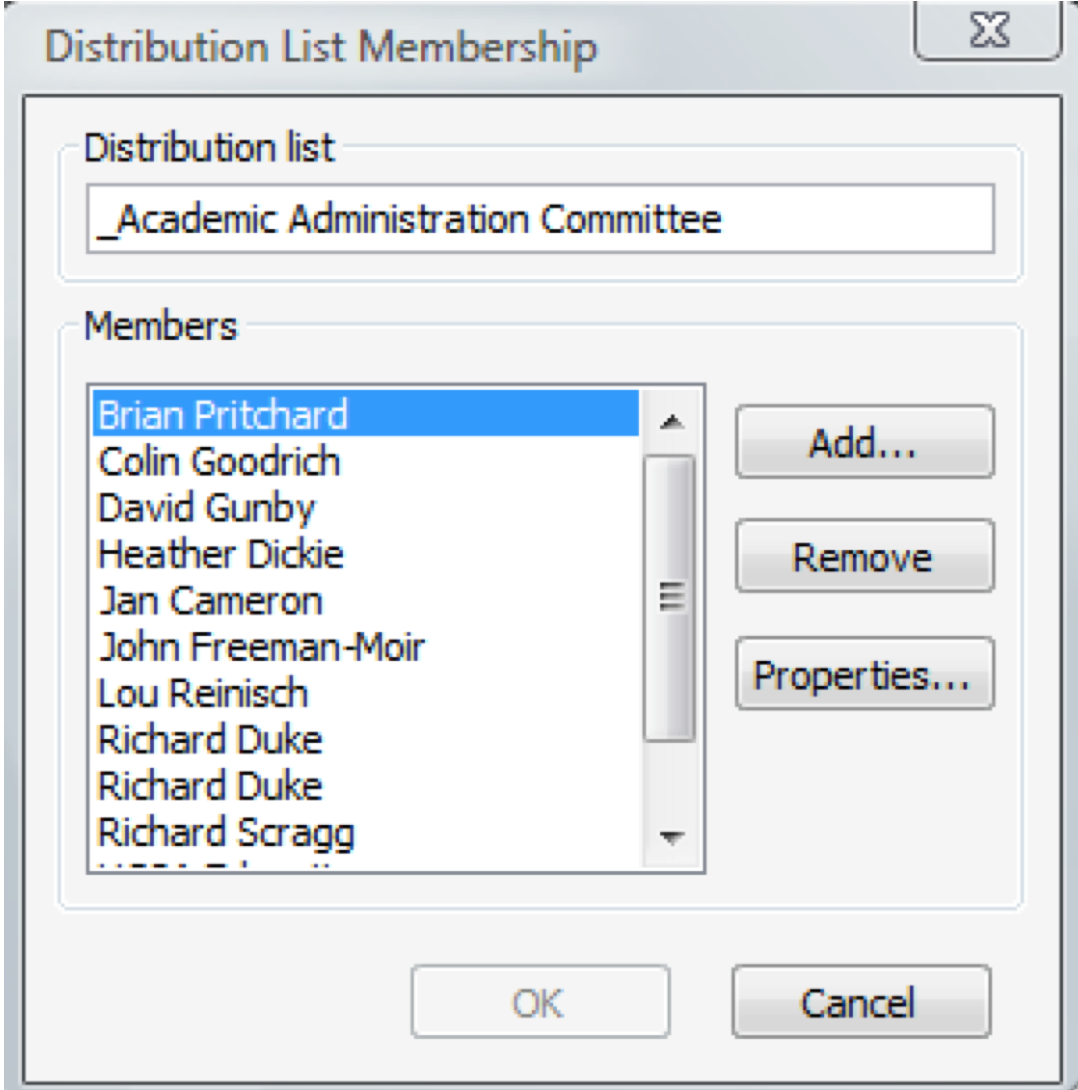 Distribution List Membership
Distribution list
_Academic Administration Committee
Members
Brian Pritchard
Colin Goodrich
David Gunby
Heather Dickie
Jan Cameron
John Freeman-Moir
Lou Reinisch
Richard Duke
Richard Duke
Richard Scragg
Add...
Remove
Properties...
OK
Cancel